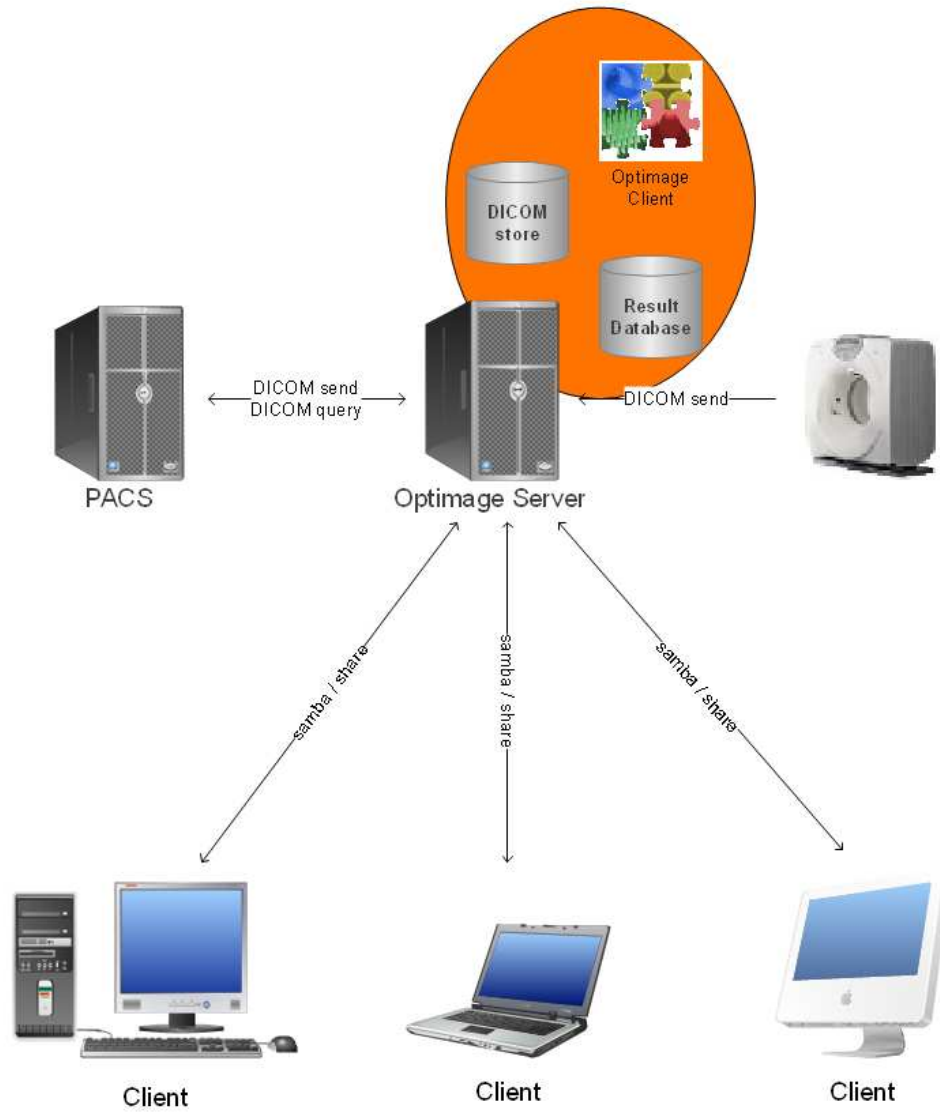 Optimage
Client
DICOM
store
Result
Database
DICOM send
DICOM query
DICOM send
PACS
Optimage Server
samba / share
samba / share
samba / share
Client
Client
Client